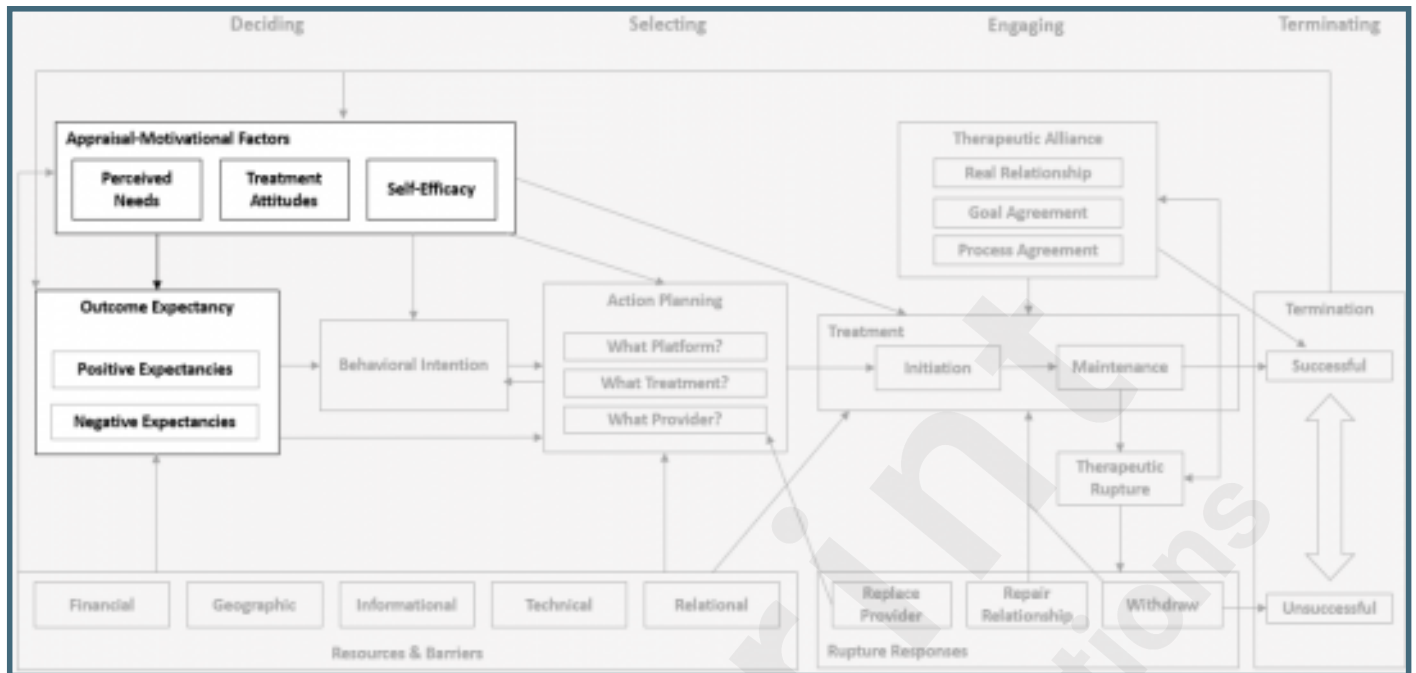 Deciding
Selecting
Engaging
Terminating
Appraisal-Motivational Factors
Perceived
Needs
Treatment
Attitudes
Self-Efficacy
Therapeutic Alliance
Real Relationship
Goal Agreement
Process Agreement
Outcome Expectancy
Positive Expectancies
Negative Expectancies
Behavioral Intention
Action Planning
What Platform?
What Treatment?
What Provider?
Treatment
Initiation
Maintenance
Therapeutic
Rupture
Termination
Successful
Unsuccessful
Financial
Geographic
Informational
Technical
Relational
Resources & Barriers
Replace
Provider
Repair
Relationship
Withdraw
Rupture Responses